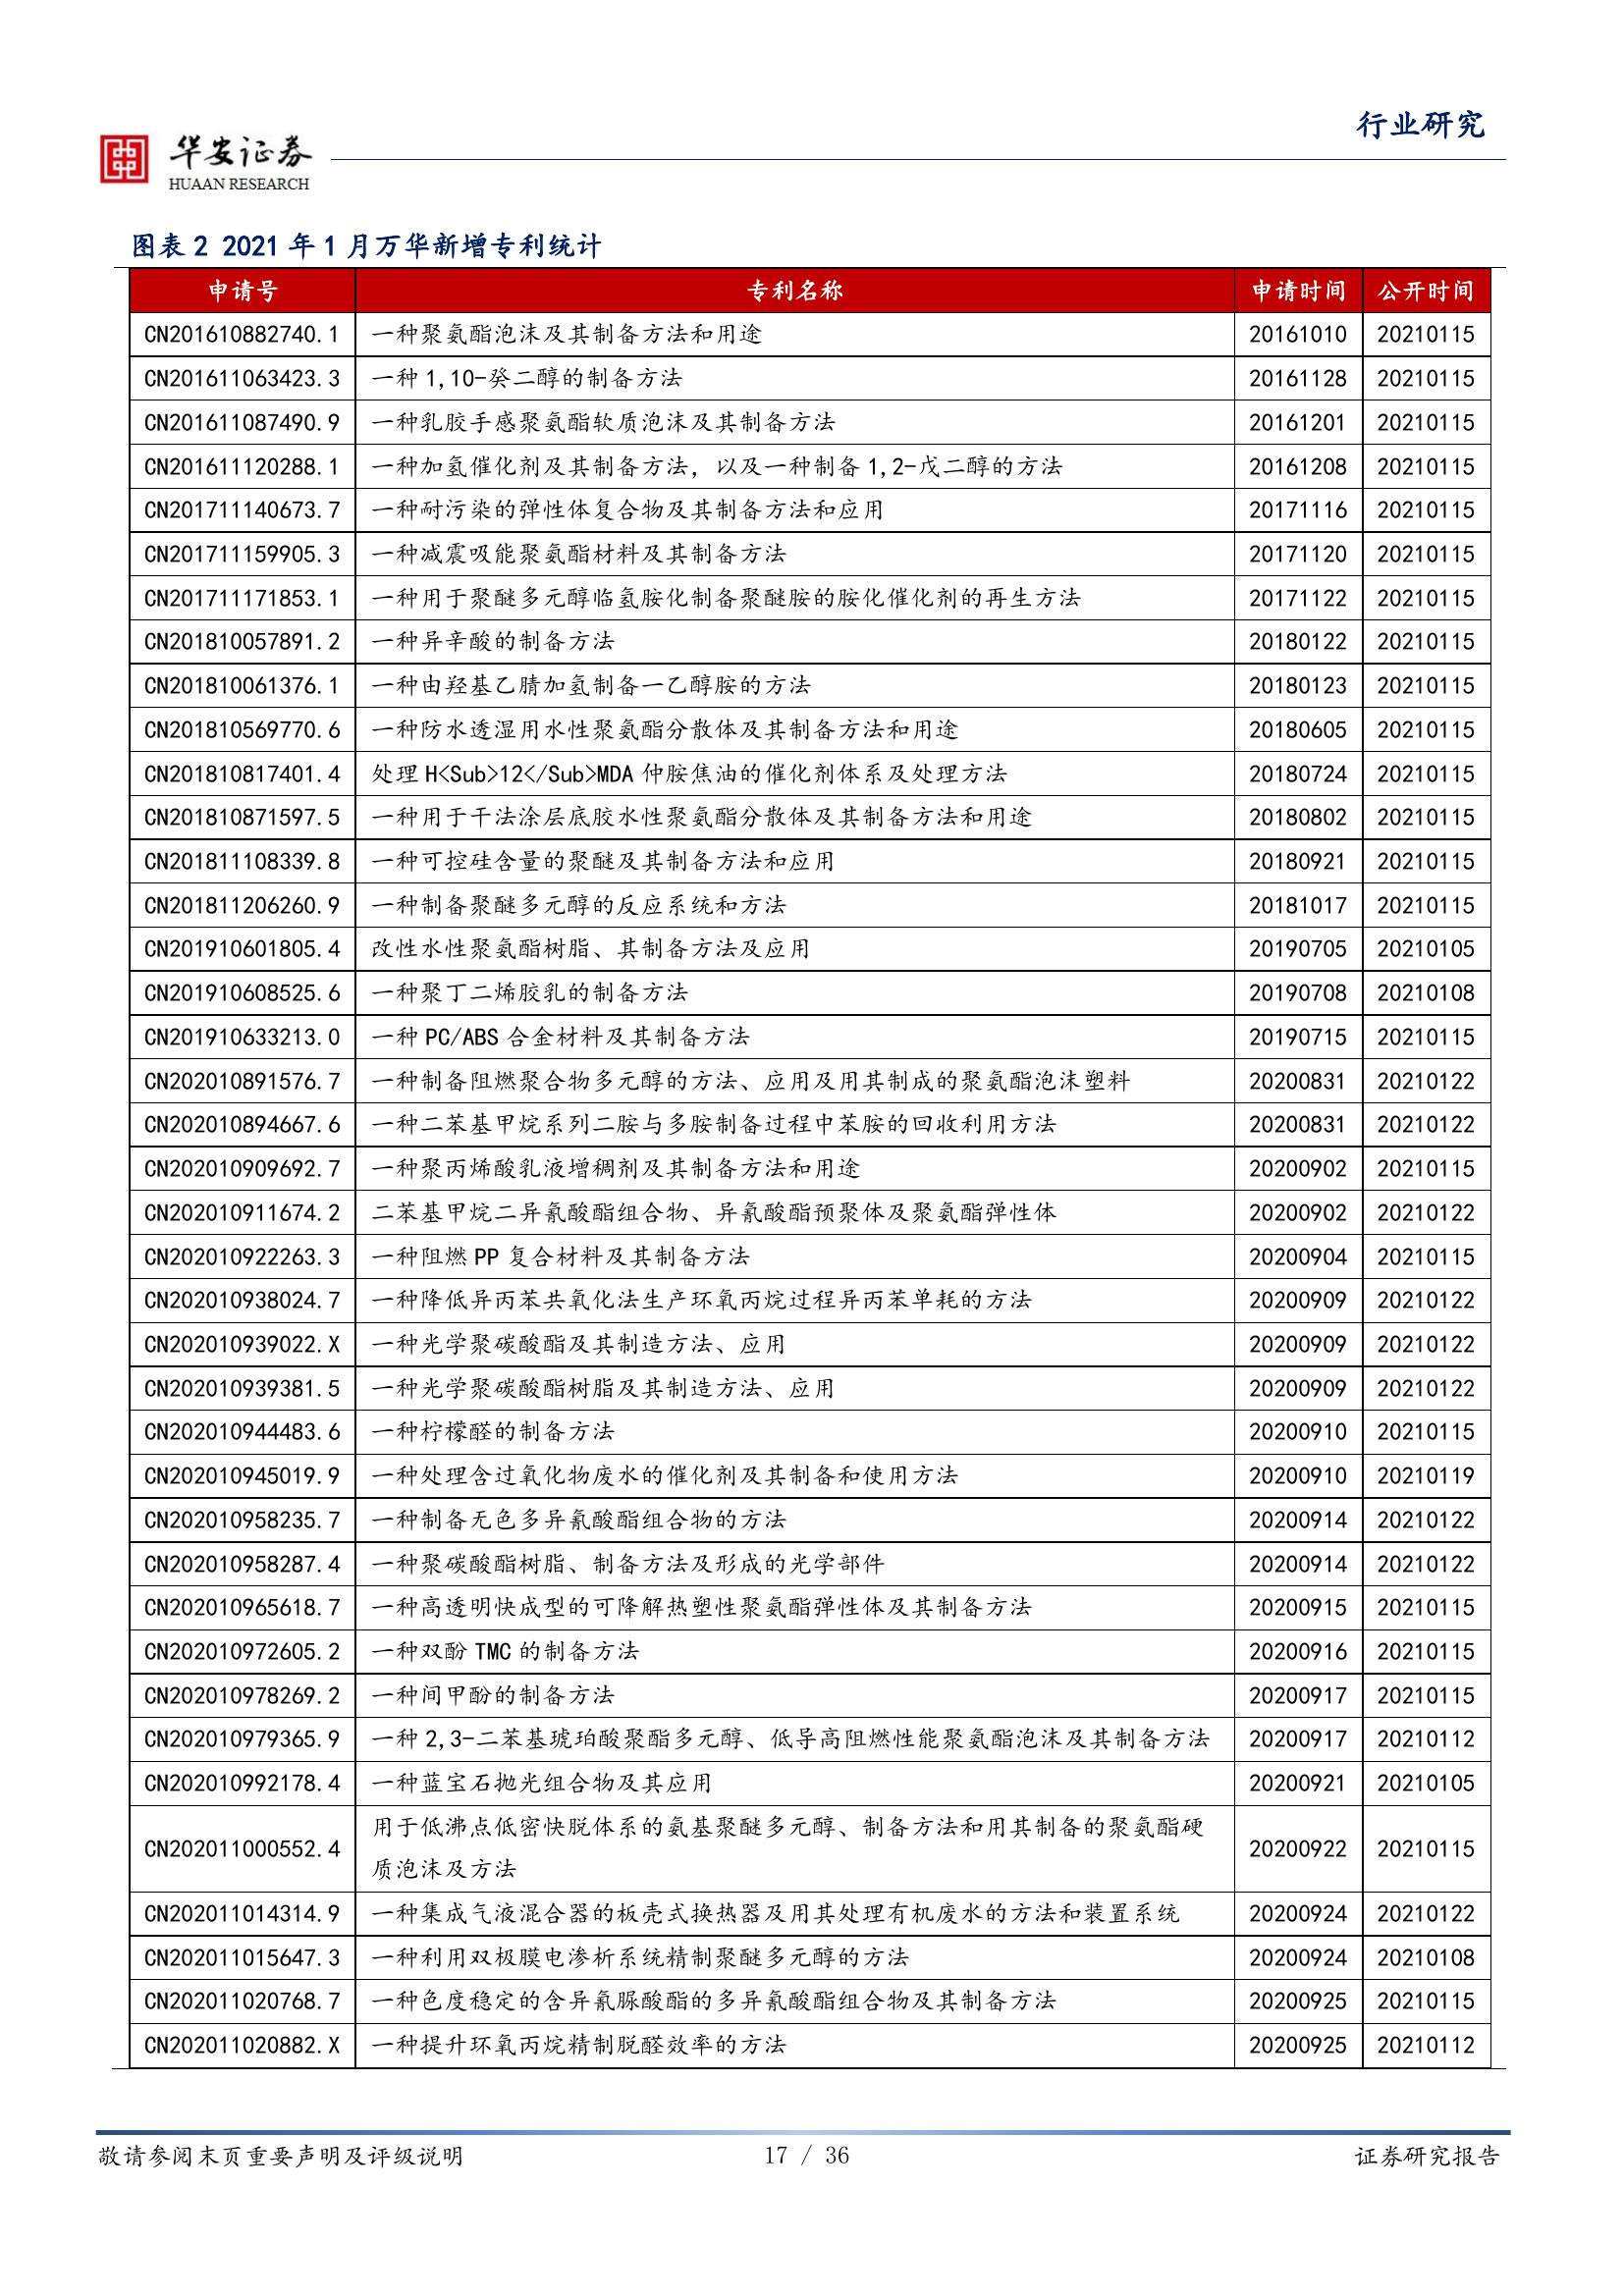 行业研究
华安证券
HUAAN RESEARCH
图表 2 2021 年 1 月万华新增专利统计
申请号 专利名称 申请时间 公开时间
CN201610882740.1 一种聚氨酯泡沫及其制备方法和用途 20161010 20210115
CN201611063423.3 一种 1,10-癸二醇的制备方法 20161128 20210115
CN201611087490.9 一种乳胶手感聚氨酯软质泡沫及其制备方法 20161201 20210115
CN201611120288.1 一种加氢催化剂及其制备方法，以及一种制备 1,2-戊二醇的方法 20161208 20210115
CN201711140673.7 一种耐污染的弹性体复合物及其制备方法和应用 20171116 20210115
CN201711159905.3 一种减震吸能聚氨酯材料及其制备方法 20171120 20210115
CN201711171853.1 一种用于聚醚多元醇临氢胺化制备聚醚胺的胺化催化剂的再生方法 20171122 20210115
CN201810057891.2 一种异辛酸的制备方法 20180122 20210115
CN201810061376.1 一种由羟基乙腈加氢制备一乙醇胺的方法 20180123 20210115
CN201810569770.6 一种防水透湿用水性聚氨酯分散体及其制备方法和用途 20180605 20210115
CN201810817401.4 处理 H<Sub>12</Sub>MDA 仲胺焦油的催化剂体系及处理方法 20180724 20210115
CN201810871597.5 一种用于干法涂层底胶水性聚氨酯分散体及其制备方法和用途 20180802 20210115
CN201811108339.8 一种可控硅含量的聚醚及其制备方法和应用 20180921 20210115
CN201811206260.9 一种制备聚醚多元醇的反应系统和方法 20181017 20210115
CN201910601805.4 改性水性聚氨酯树脂、其制备方法及应用 20190705 20210105
CN201910608525.6 一种聚丁二烯胶乳的制备方法 20190708 20210108
CN201910633213.0 一种 PC/ABS 合金材料及其制备方法 20190715 20210115
CN202010891576.7 一种制备阻燃聚合物多元醇的方法、应用及用其制成的聚氨酯泡沫塑料 20200831 20210122
CN202010894667.6 一种二苯基甲烷系列二胺与多胺制备过程中苯胺的回收利用方法 20200831 20210122
CN202010909692.7 一种聚丙烯酸乳液增稠剂及其制备方法和用途 20200902 20210115
CN202010911674.2 二苯基甲烷二异氰酸酯组合物、异氰酸酯预聚体及聚氨酯弹性体 20200902 20210122
CN202010922263.3 一种阻燃 PP 复合材料及其制备方法 20200904 20210115
CN202010938024.7 一种降低异丙苯共氧化法生产环氧丙烷过程异丙苯单耗的方法 20200909 20210122
CN202010939022.X 一种光学聚碳酸酯及其制造方法、应用 20200909 20210122
CN202010939381.5 一种光学聚碳酸酯树脂及其制造方法、应用 20200909 20210122
CN202010944483.6 一种柠檬醛的制备方法 20200910 20210115
CN202010945019.9 一种处理含过氧化物废水的催化剂及其制备和使用方法 20200910 20210119
CN202010958235.7 一种制备无色多异氰酸酯组合物的方法 20200914 20210122
CN202010958287.4 一种聚碳酸酯树脂、制备方法及形成的光学部件 20200914 20210122
CN202010965618.7 一种高透明快成型的可降解热塑性聚氨酯弹性体及其制备方法 20200915 20210115
CN202010972605.2 一种双酚 TMC 的制备方法 20200916 20210115
CN202010978269.2 一种间甲酚的制备方法 20200917 20210115
CN202010979365.9 一种 2,3-二苯基琥珀酸聚酯多元醇、低导高阻燃性能聚氨酯泡沫及其制备方法 20200917 20210112
CN202010992178.4 一种蓝宝石抛光组合物及其应用 20200921 20210105
用于低沸点低密快脱体系的氨基聚醚多元醇、制备方法和用其制备的聚氨酯硬
CN202011000552.4 20200922 20210115
质泡沫及方法
CN202011014314.9 一种集成气液混合器的板壳式换热器及用其处理有机废水的方法和装置系统 20200924 20210122
CN202011015647.3 一种利用双极膜电渗析系统精制聚醚多元醇的方法 20200924 20210108
CN202011020768.7 一种色度稳定的含异氰脲酸酯的多异氰酸酯组合物及其制备方法 20200925 20210115
CN202011020882.X 一种提升环氧丙烷精制脱醛效率的方法 20200925 20210112
敬请参阅末页重要声明及评级说明 17 / 36 证券研究报告